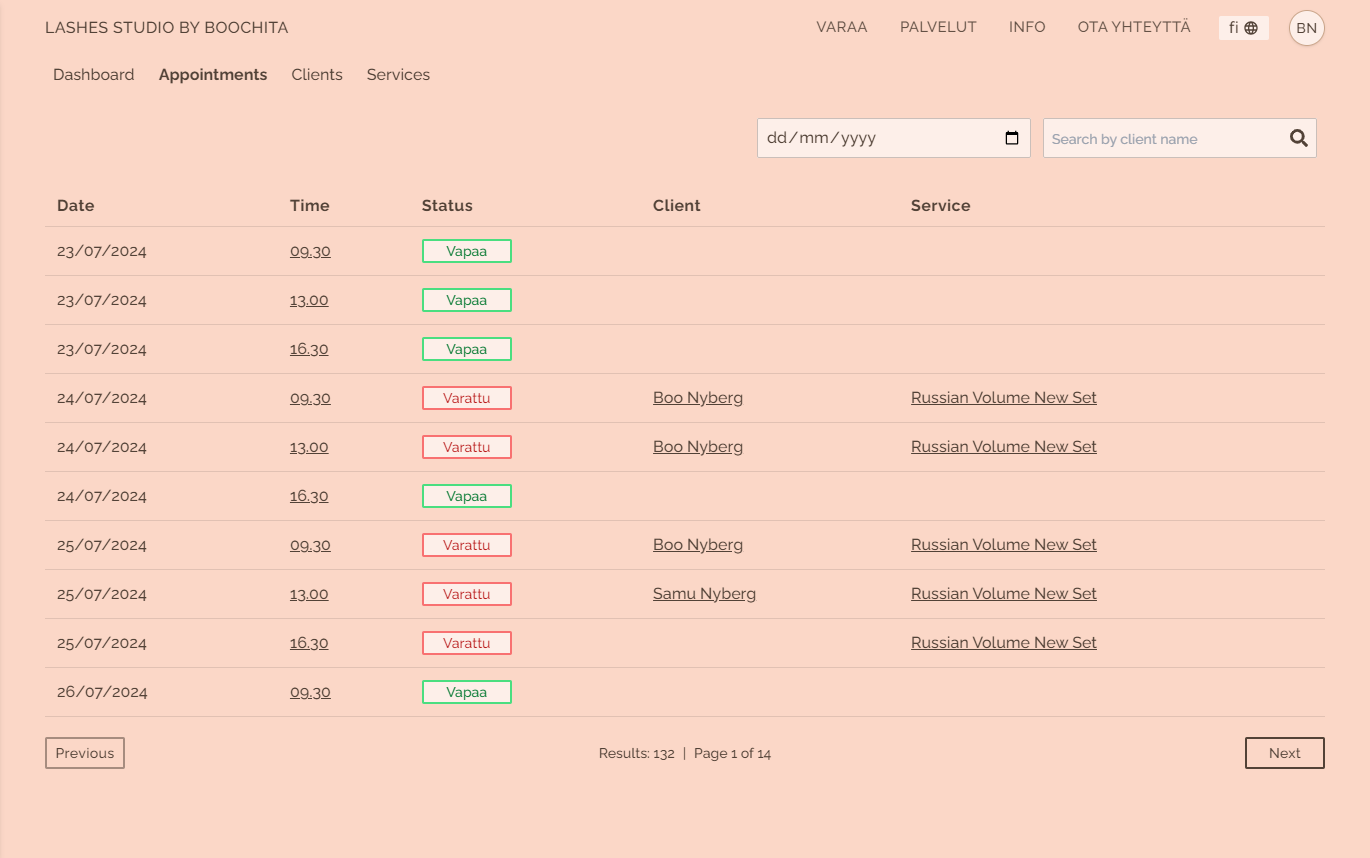 LASHES STUDIO BY BOOCHITA VARAA PALVELUT INFO OTA YHTEYTTÄ fi BN
Dashboard Appointments Clients Services
dd/mm/yyyy Search by client name
Date Time Status Client Service
23/07/2024 09.30 Vapaa
23/07/2024 13.00 Vapaa
23/07/2024 16.30 Vapaa
24/07/2024 09.30 Varattu Boo Nyberg Russian Volume New Set
24/07/2024 13.00 Varattu Boo Nyberg Russian Volume New Set
24/07/2024 16.30 Vapaa
25/07/2024 09.30 Varattu Boo Nyberg Russian Volume New Set
25/07/2024 13.00 Varattu Samu Nyberg Russian Volume New Set
25/07/2024 16.30 Varattu Russian Volume New Set
26/07/2024 09.30 Vapaa
Previous Results: 132 | Page 1 of 14 Next